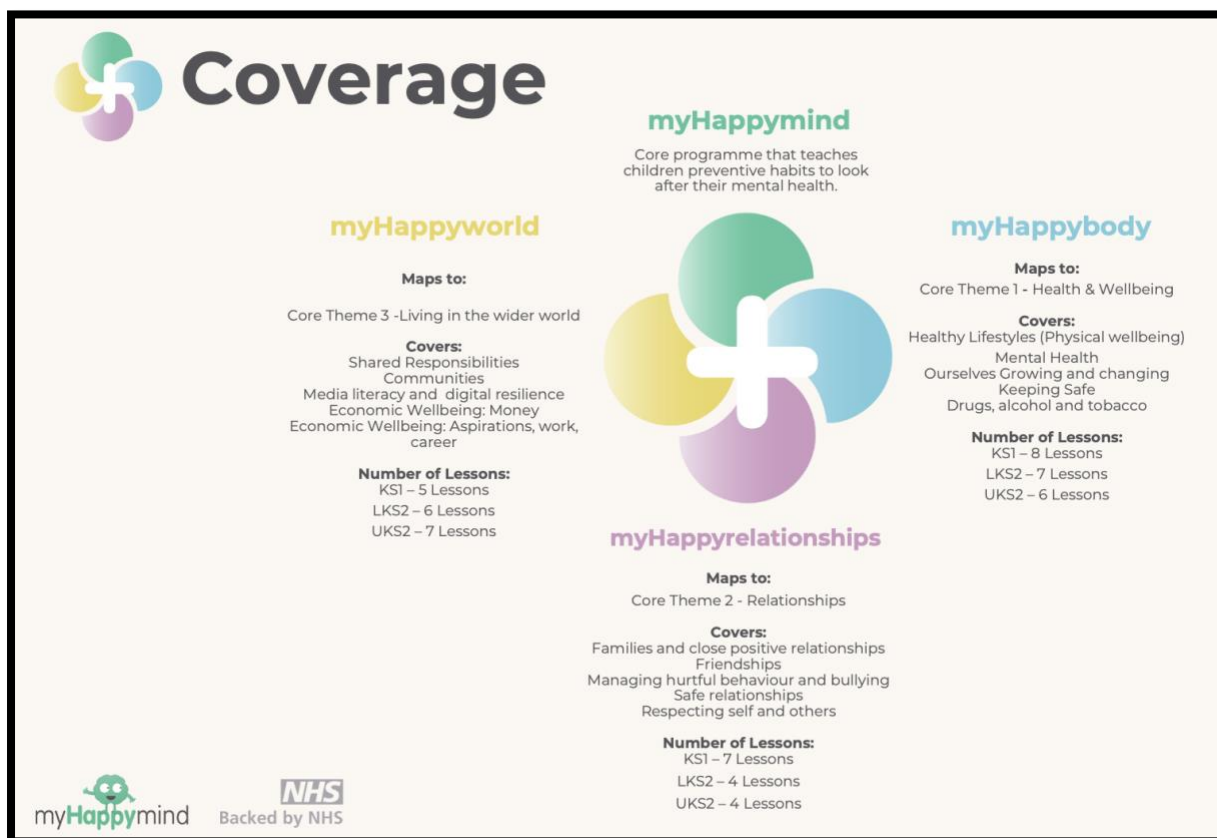 Coverage
myHappymind
Core programme that teaches
children preventive habits to look
after their mental health.
myHappyworld
Maps to:
Core Theme 3 -Living in the wider world
Covers:
Shared Responsibilities
Communities
Media literacy and digital resilience
Economic Wellbeing: Money
Economic Wellbeing: Aspirations, work,
career
Number of Lessons:
KS1 – 5 Lessons
LKS2 – 6 Lessons
UKS2 – 7 Lessons
myHappybody
Maps to:
Core Theme 1 - Health & Wellbeing
Covers:
Healthy Lifestyles (Physical wellbeing)
Mental Health
Ourselves Growing and changing
Keeping Safe
Drugs, alcohol and tobacco
Number of Lessons:
KS1 – 8 Lessons
LKS2 – 7 Lessons
UKS2 – 6 Lessons
myHappyrelationships
Maps to:
Core Theme 2 - Relationships
Covers:
Families and close positive relationships
Friendships
Managing hurtful behaviour and bullying
Safe relationships
Respecting self and others
Number of Lessons:
KS1 – 7 Lessons
LKS2 – 4 Lessons
UKS2 – 4 Lessons
myHappymind
NHS
Backed by NHS